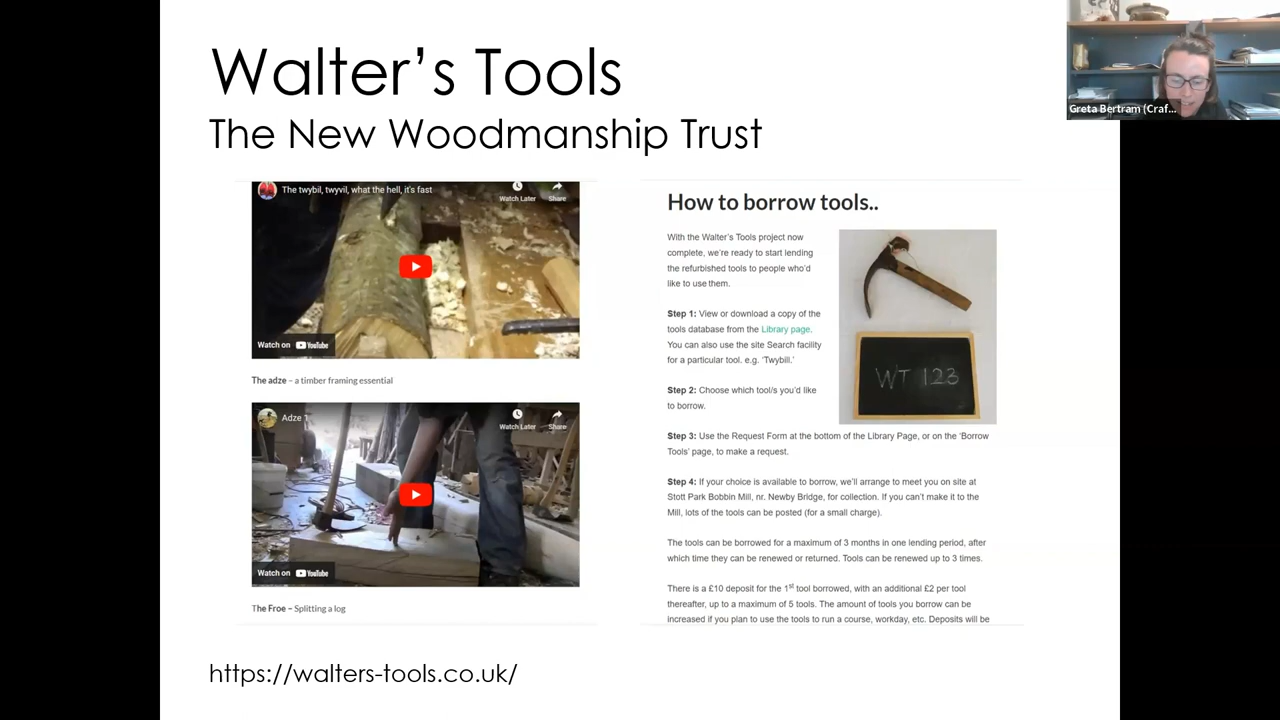 Walter's Tools
The New Woodmanship Trust
Greta Bertram (Craf...
The twybil, twyvil, what the hell, it's fast
Watch Later
Share
Watch on YouTube
The adze – a timber framing essential
Adze 1
Watch Later
Share
Watch on YouTube
The Froe – Splitting a log
How to borrow tools..
With the Walter's Tools project now
complete, we're ready to start lending
the refurbished tools to people who'd
like to use them.
Step 1: View or download a copy of the
tools database from the Library page.
You can also use the site Search facility
for a particular tool. e.g. 'Twybill.'
Step 2: Choose which tool/s you'd like
to borrow.
WT 123
Step 3: Use the Request Form at the bottom of the Library Page, or on the 'Borrow
Tools' page, to make a request.
Step 4: If your choice is available to borrow, we'll arrange to meet you on site at
Stott Park Bobbin Mill, nr. Newby Bridge, for collection. If you can't make it to the
Mill, lots of the tools can be posted (for a small charge).
The tools can be borrowed for a maximum of 3 months in one lending period, after
which time they can be renewed or returned. Tools can be renewed up to 3 times.
There is a £10 deposit for the 1st tool borrowed, with an additional £2 per tool
thereafter, up to a maximum of 5 tools. The amount of tools you borrow can be
increased if you plan to use the tools to run a course, workday, etc. Deposits will be
https://walters-tools.co.uk/